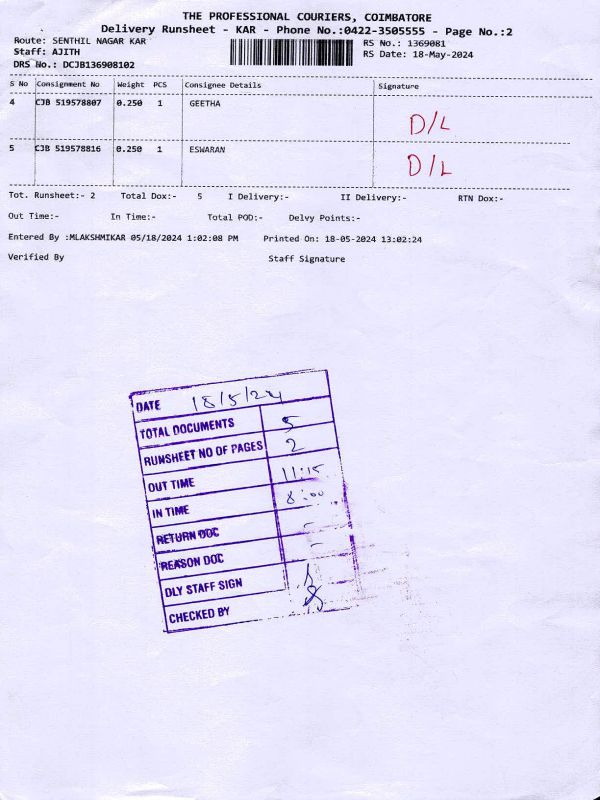 THE PROFESSIONAL COURIERS, COIMBATORE
Delivery Runsheet - KAR - Phone No.:0422-3505555 - Page No.:2
Route: SENTHIL NAGAR KAR RS No.: 1369081
Staff: AJITH RS Date: 18-May-2024
DRS No.: DCJB136908102
S No Consignment No Weight PCS Consignee Details Signature
4 CJB 519578807 0.250 1 GEETHA D/L
5 CJB 519578816 0.250 1 ESWARAN D/L
Tot. Runsheet:- 2 Total Dox:- 5 I Delivery:- II Delivery:- RTN Dox:-
Out Time:- In Time:- Total POD:- Delvy Points:-
Entered By :MLAKSHMIKAR 05/18/2024 1:02:08 PM Printed On: 18-05-2024 13:02:24
Verified By Staff Signature
DATE 18/5/24
TOTAL DOCUMENTS 5
RUNSHEET NO OF PAGES 2
OUT TIME 11:15
IN TIME 8:00
RETURN DOC -
REASON DOC -
DLY STAFF SIGN
CHECKED BY